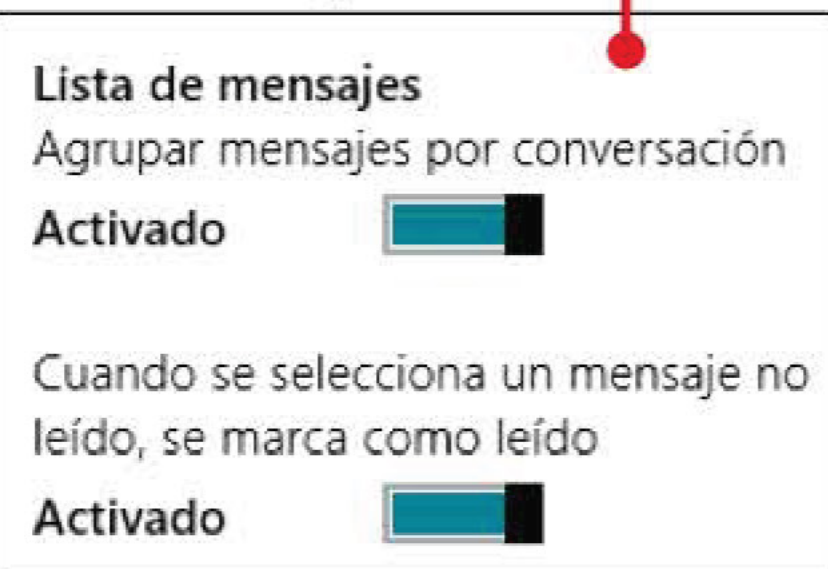 Lista de mensajes
Agrupar mensajes por conversación
Activado
Cuando se selecciona un mensaje no
leído, se marca como leído
Activado